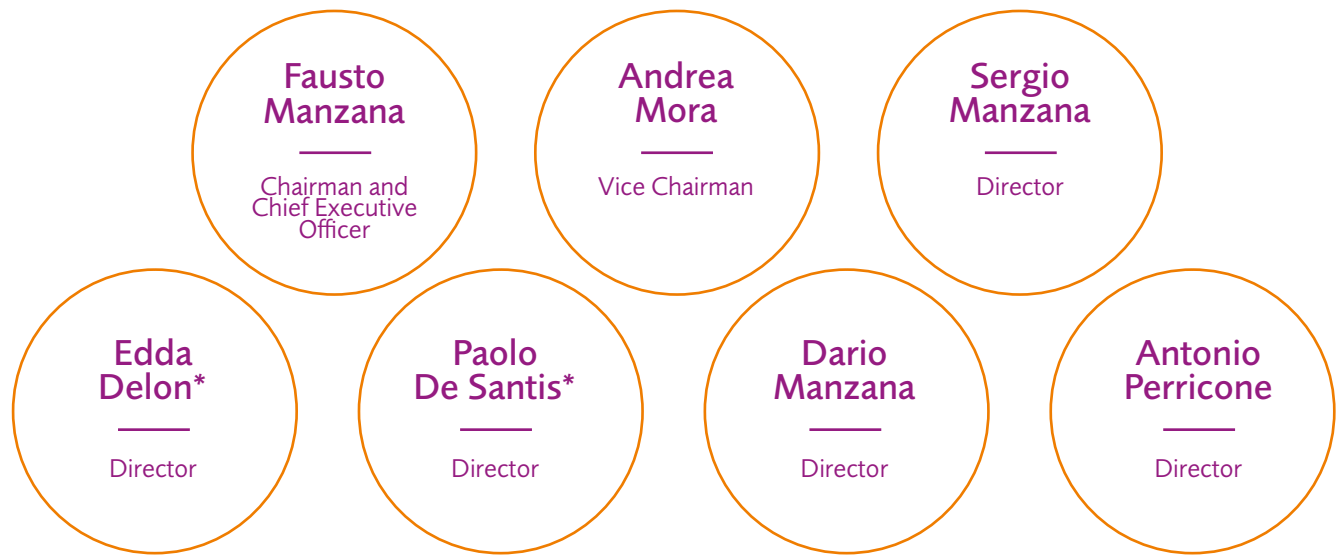 Fausto
Manzana
Chairman and
Chief Executive
Officer
Andrea
Mora
Vice Chairman
Sergio
Manzana
Director
Edda
Delon*
Director
Paolo
De Santis*
Director
Dario
Manzana
Director
Antonio
Perricone
Director